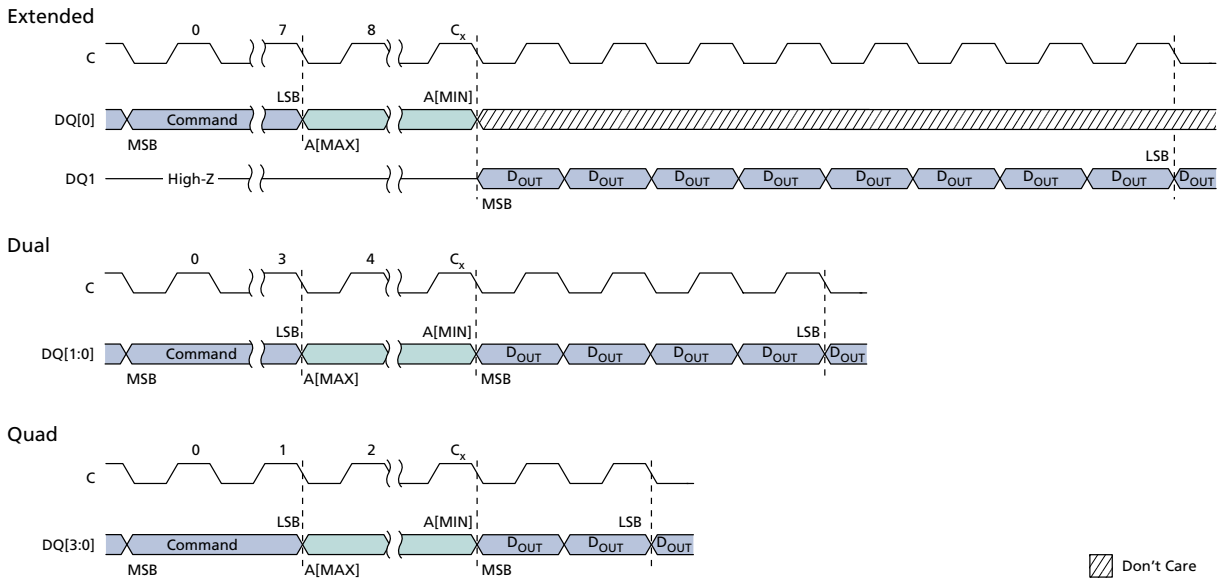 Extended
0 7 8 Cx
C
LSB A[MIN]
DQ[0] Command
MSB A[MAX]
LSB
DQ1 High-Z DOUT DOUT DOUT DOUT DOUT DOUT DOUT DOUT DOUT
MSB
Dual
0 3 4 Cx
C
LSB A[MIN] LSB
DQ[1:0] Command DOUT DOUT DOUT DOUT DOUT
MSB A[MAX] MSB
Quad
0 1 2 Cx
C
LSB A[MIN] LSB
DQ[3:0] Command DOUT DOUT DOUT
MSB A[MAX] MSB
Don't Care